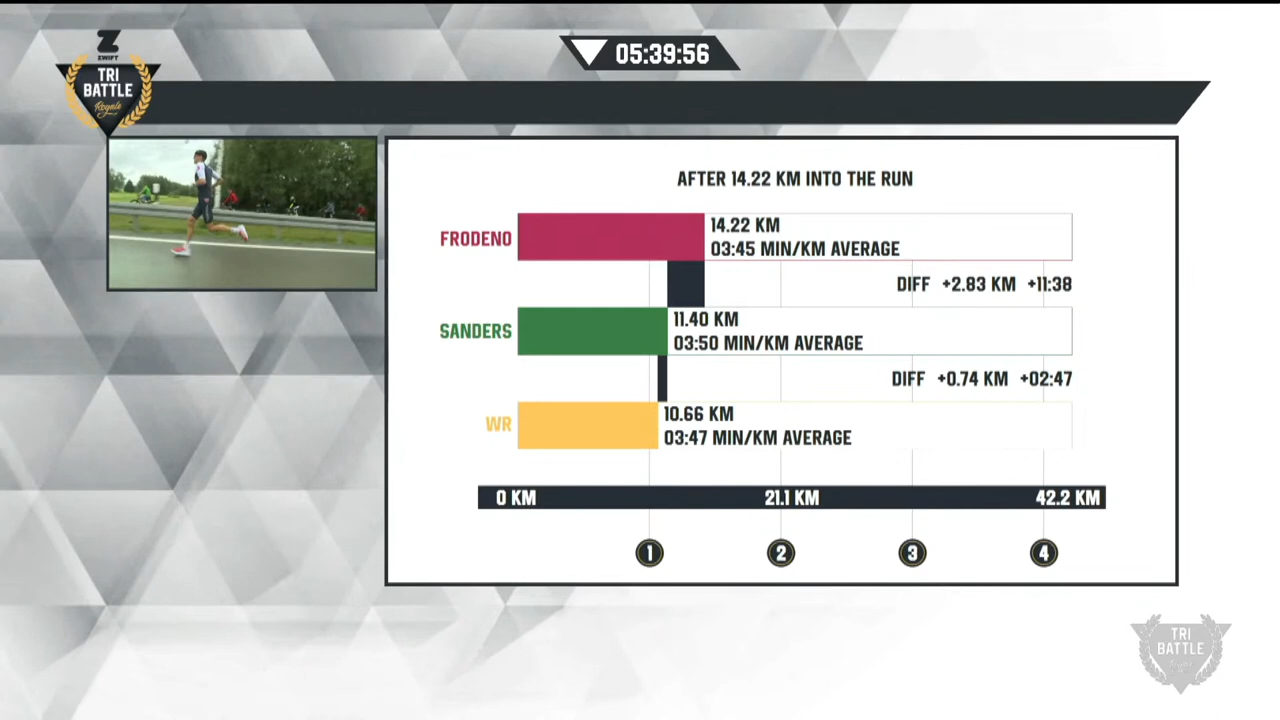 Z
ZWIFT
TRI
BATTLE
Royale
05:39:56
AFTER 14.22 KM INTO THE RUN
FRODENO
14.22 KM
03:45 MIN/KM AVERAGE
DIFF +2.83 KM +11:38
SANDERS
11.40 KM
03:50 MIN/KM AVERAGE
DIFF +0.74 KM +02:47
WR
10.66 KM
03:47 MIN/KM AVERAGE
0 KM 21.1 KM 42.2 KM
1 2 3 4
TRI
BATTLE
Royale